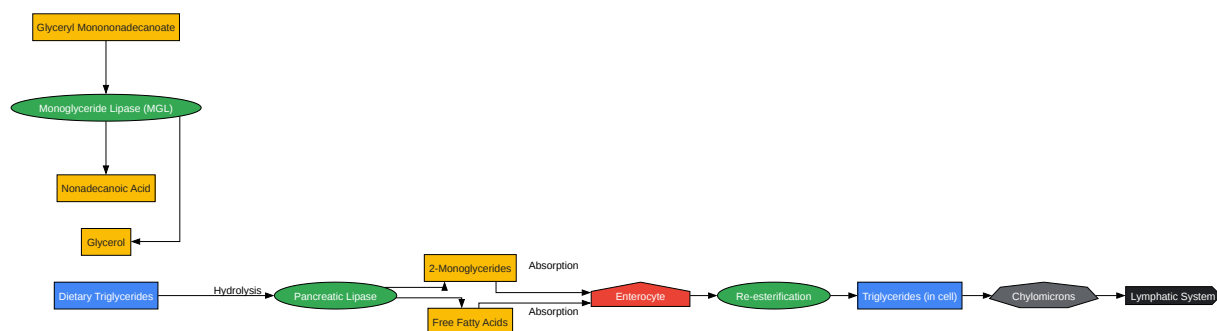 Glyceryl Monononadecanoate
Monoglyceride Lipase (MGL)
Nonadecanoic Acid
Glycerol
2-Monoglycerides
Absorption
Dietary Triglycerides
Hydrolysis
Pancreatic Lipase
Enterocyte
Re-esterification
Triglycerides (in cell)
Chylomicrons
Lymphatic System
Absorption
Free Fatty Acids